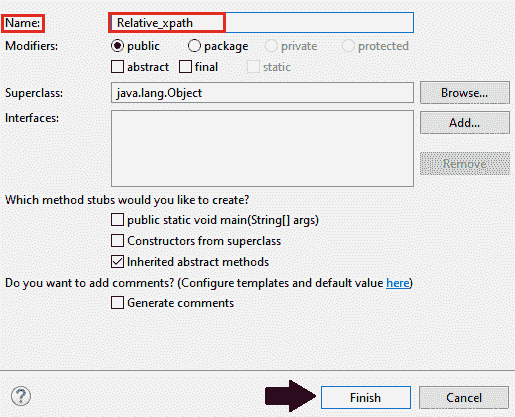 Name: Relative_xpath
Modifiers: public package private protected
abstract final static
Superclass: java.lang.Object Browse...
Interfaces: Add...
Remove
Which method stubs would you like to create?
public static void main(String[] args)
Constructors from superclass
Inherited abstract methods
Do you want to add comments? (Configure templates and default value here)
Generate comments
? Finish Cancel